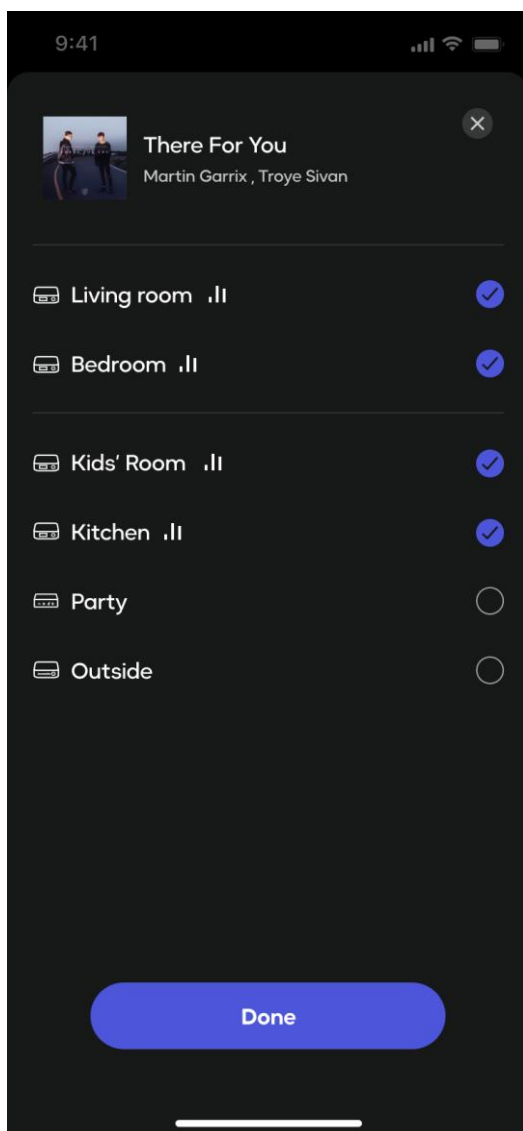 9:41
There For You
Martin Garrix , Troye Sivan
Living room
Bedroom
Kids' Room
Kitchen
Party
Outside
Done